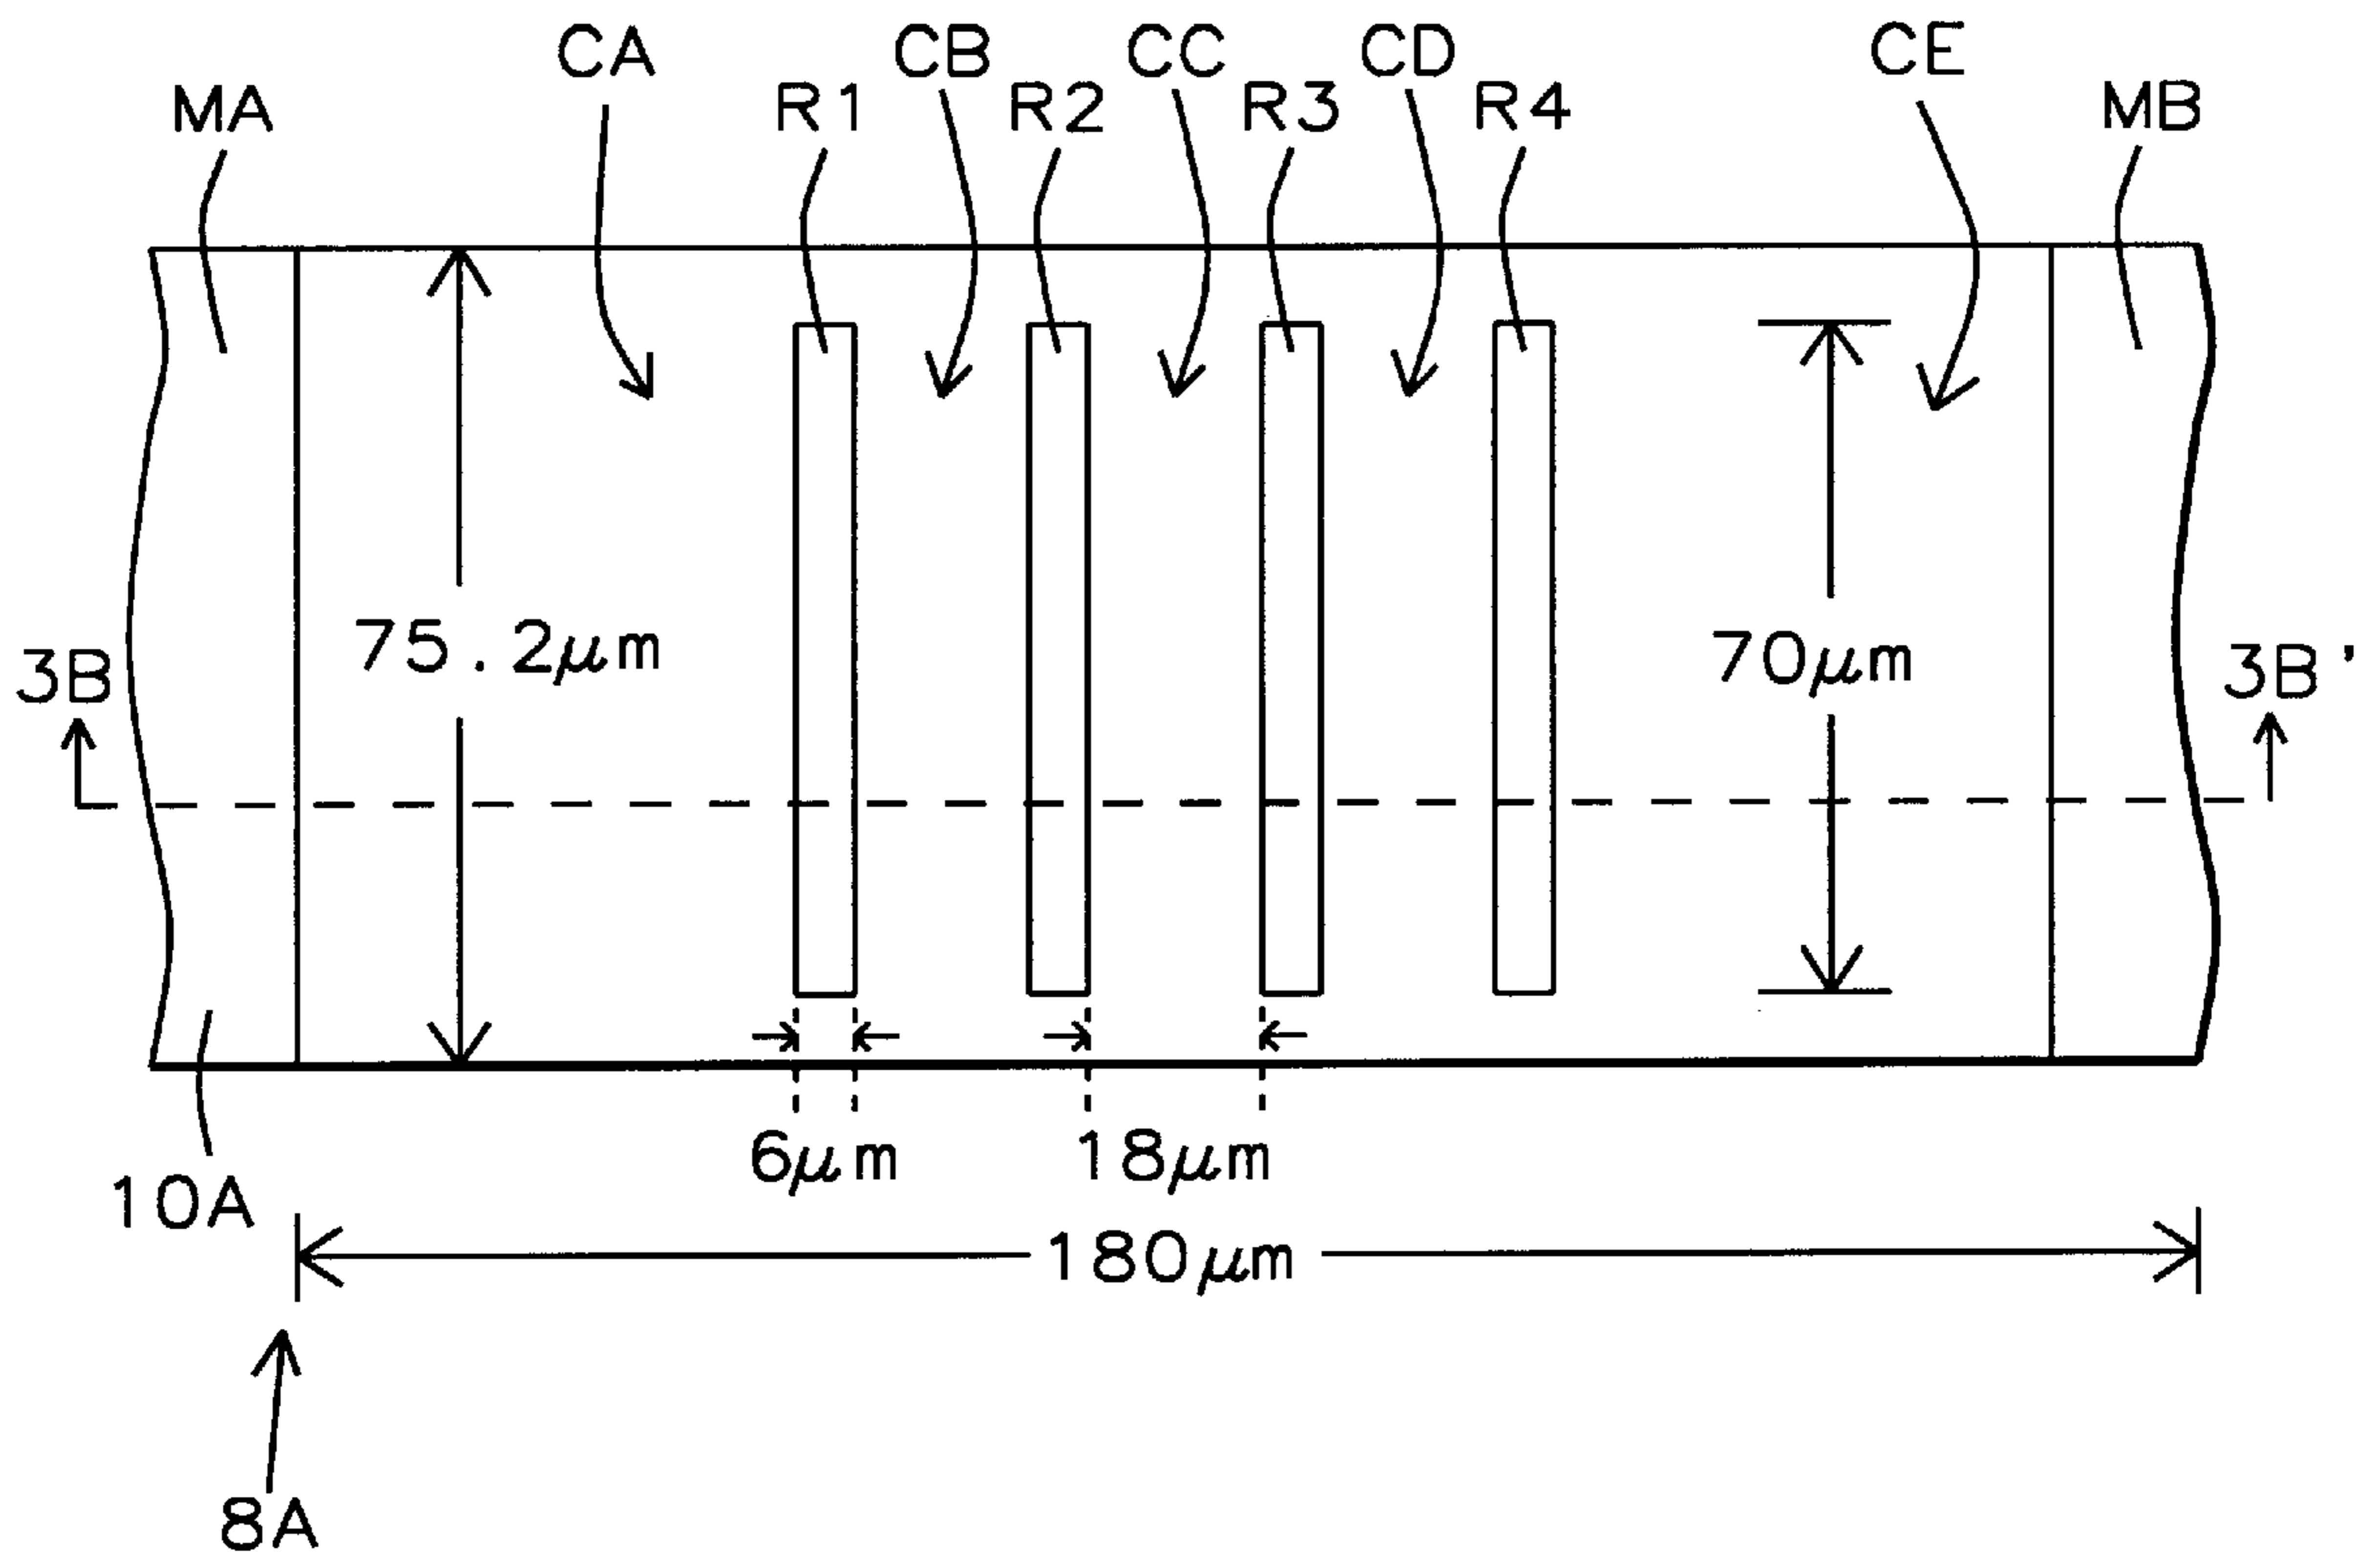 CA CB CC CD CE
MA R1 R2 R3 R4 MB
75.2μm 70μm
3B 3B'
6μm 18μm
10A
180μm
8A